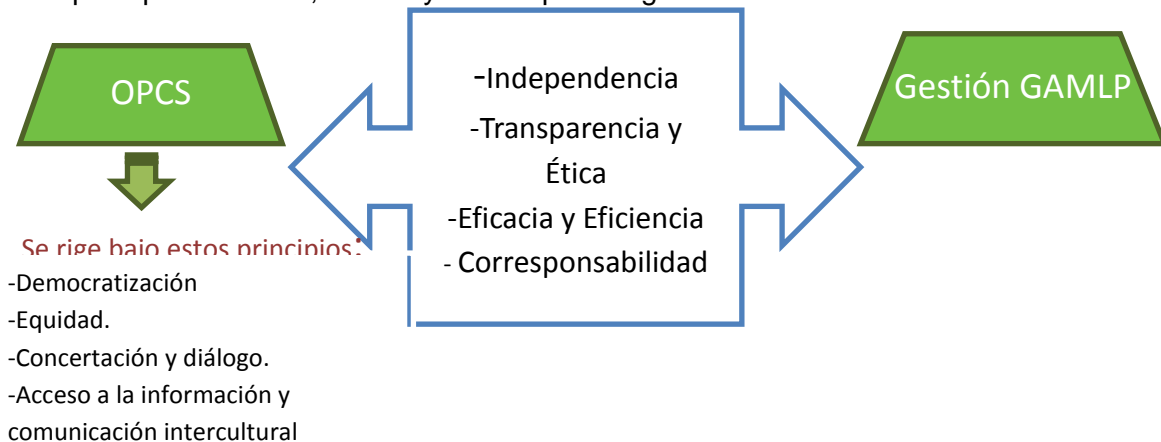 OPCS
Se rige bajo estos principios:
-Democratización
-Equidad.
-Concertación y diálogo.
-Acceso a la información y
comunicación intercultural
-Independencia
-Transparencia y
Ética
-Eficacia y Eficiencia
- Corresponsabilidad
Gestión GAMLP